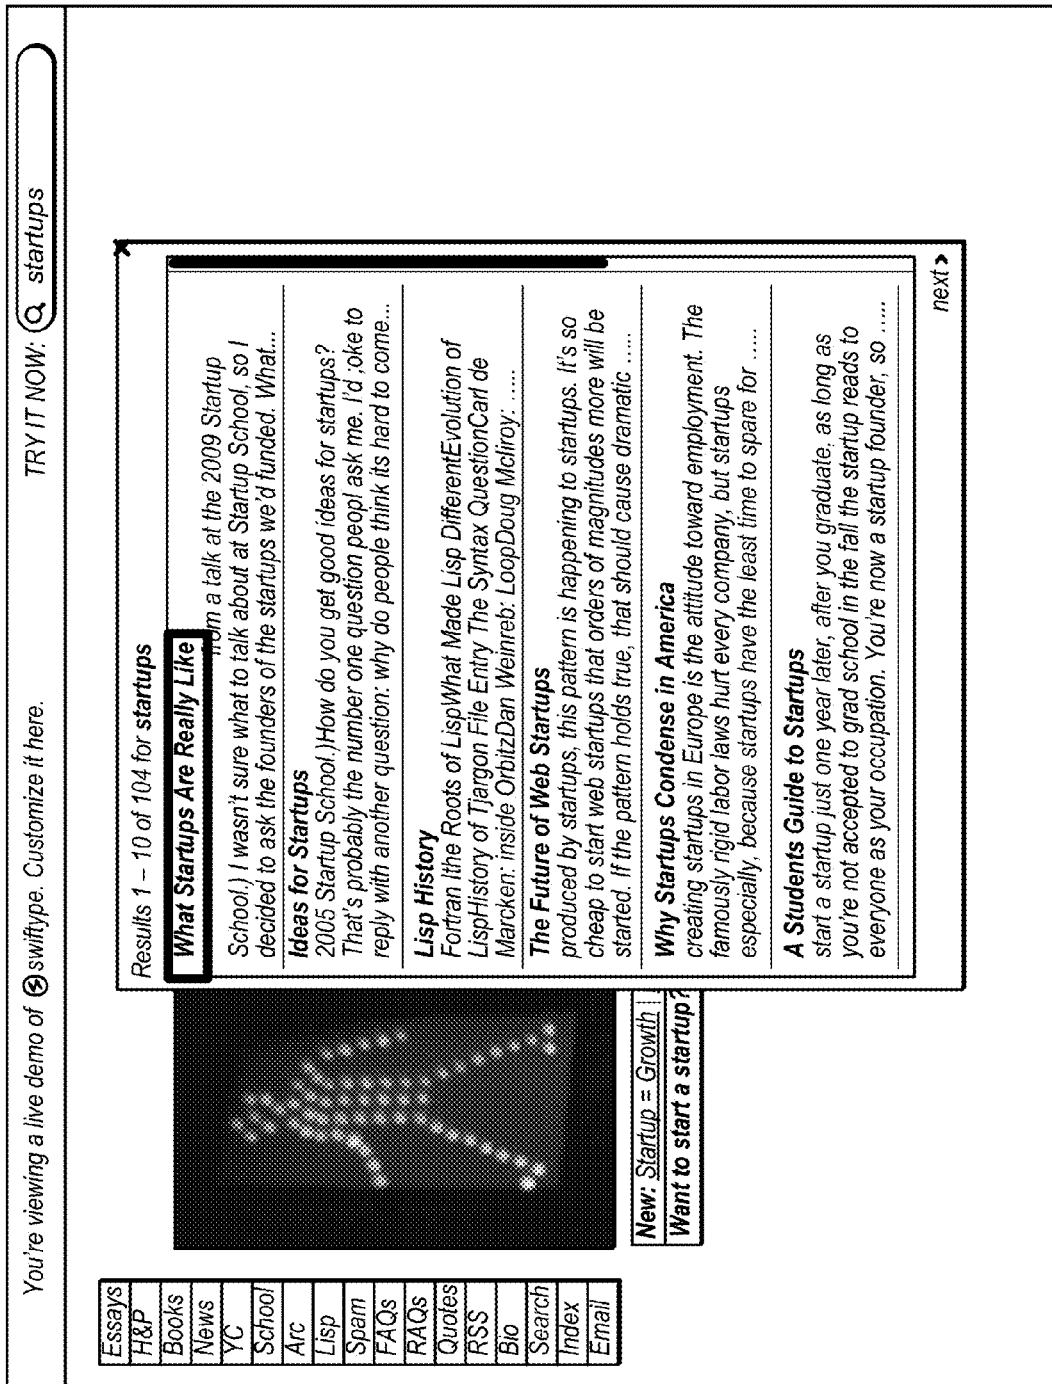 You're viewing a live demo of swiftype. Customize it here.
TRY IT NOW: startups
Essays
H&P
Books
News
YC
School
Arc
Lisp
Spam
FAQs
RAQs
Quotes
RSS
Bio
Search
Index
Email
New: Startup = Growth |
Want to start a startup?
Results 1 – 10 of 104 for startups
What Startups Are Really Like
from a talk at the 2009 Startup
School.) I wasn't sure what to talk about at Startup School, so I
decided to ask the founders of the startups we'd funded. What...
Ideas for Startups
2005 Startup School.)How do you get good ideas for startups?
That's probably the number one question peopl ask me. I'd ;oke to
reply with another question: why do people think its hard to come...
Lisp History
Fortran Ithe Roots of LispWhat Made Lisp DifferentEvolution of
LispHistory of Tjargon File Entry The Syntax QuestionCarl de
Marcken: inside OrbitzDan Weinreb: LoopDoug Mcliroy: .....
The Future of Web Startups
produced by startups, this pattern is happening to startups. It's so
cheap to start web startups that orders of magnitudes more will be
started. If the pattern holds true, that should cause dramatic .....
Why Startups Condense in America
creating startups in Europe is the attitude toward employment. The
famously rigid labor laws hurt every company, but startups
especially, because startups have the least time to spare for .....
A Students Guide to Startups
start a startup just one year later, after you graduate, as long as
you're not accepted to grad school in the fall the startup reads to
everyone as your occupation. You're now a startup founder, so .....
next >